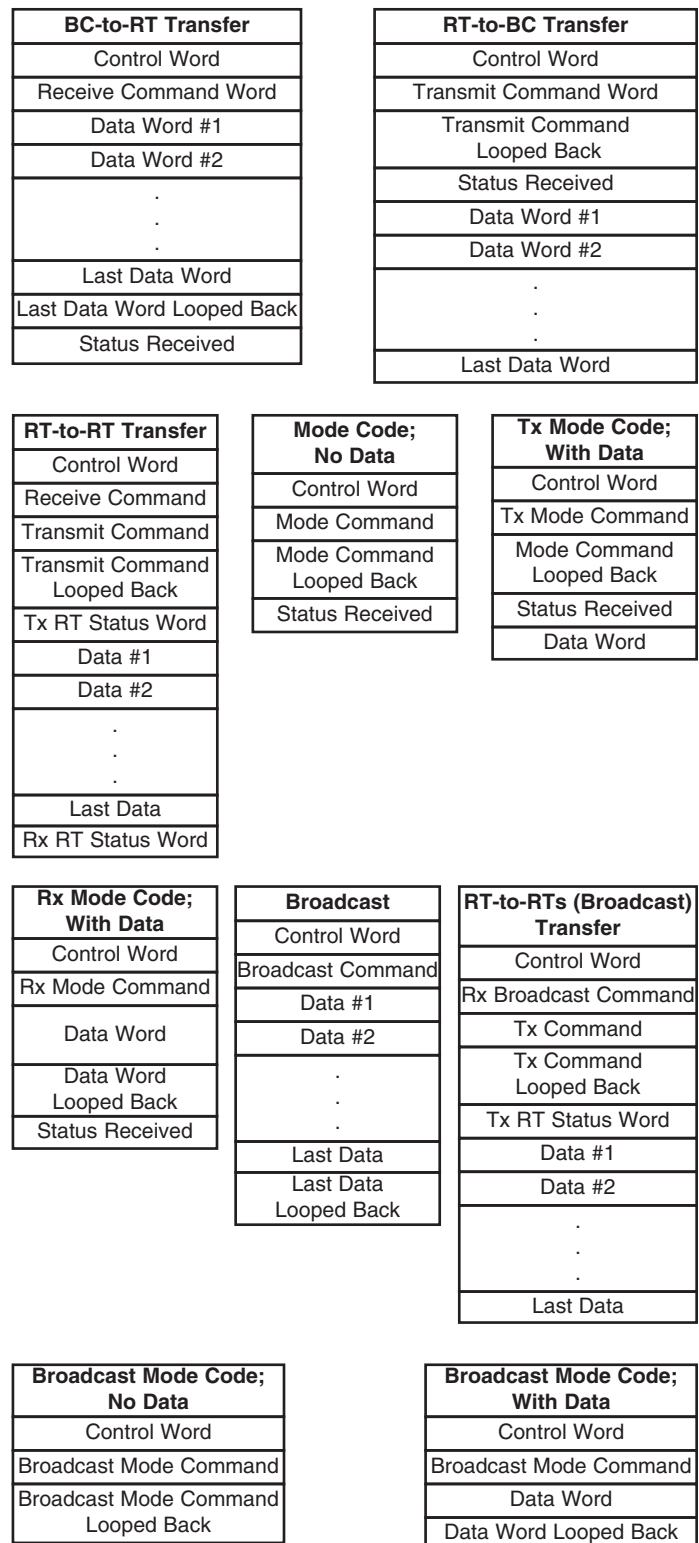 BC-to-RT Transfer
Control Word
Receive Command Word
Data Word #1
Data Word #2
.
.
.
Last Data Word
Last Data Word Looped Back
Status Received
RT-to-BC Transfer
Control Word
Transmit Command Word
Transmit Command
Looped Back
Status Received
Data Word #1
Data Word #2
.
.
.
Last Data Word
RT-to-RT Transfer
Control Word
Receive Command
Transmit Command
Transmit Command
Looped Back
Tx RT Status Word
Data #1
Data #2
.
.
.
Last Data
Rx RT Status Word
Mode Code;
No Data
Control Word
Mode Command
Mode Command
Looped Back
Status Received
Tx Mode Code;
With Data
Control Word
Tx Mode Command
Mode Command
Looped Back
Status Received
Data Word
Rx Mode Code;
With Data
Control Word
Rx Mode Command
Data Word
Data Word
Looped Back
Status Received
Broadcast
Control Word
Broadcast Command
Data #1
Data #2
.
.
.
Last Data
Last Data
Looped Back
RT-to-RTs (Broadcast)
Transfer
Control Word
Rx Broadcast Command
Tx Command
Tx Command
Looped Back
Tx RT Status Word
Data #1
Data #2
.
.
.
Last Data
Broadcast Mode Code;
No Data
Control Word
Broadcast Mode Command
Broadcast Mode Command
Looped Back
Broadcast Mode Code;
With Data
Control Word
Broadcast Mode Command
Data Word
Data Word Looped Back